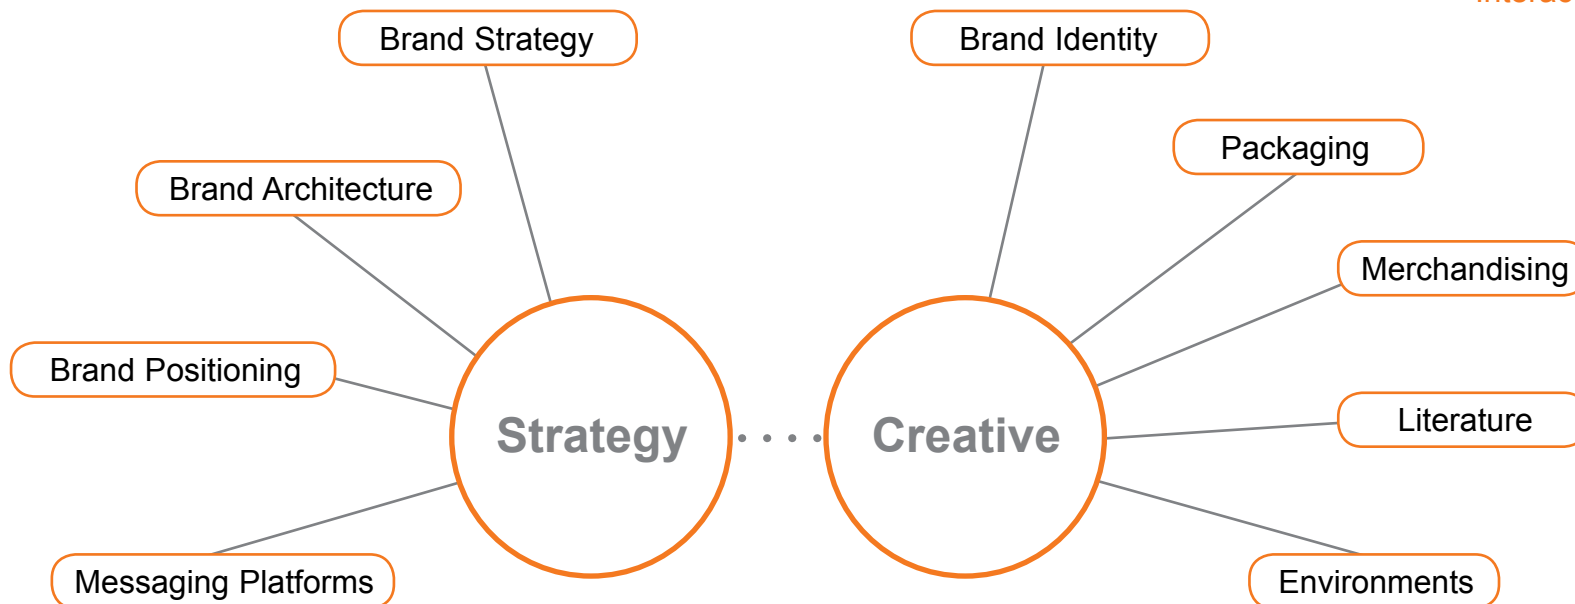 Brand Strategy
Brand Identity
Packaging
Brand Architecture
Merchandising
Brand Positioning
Literature
Strategy
Creative
Messaging Platforms
Environments